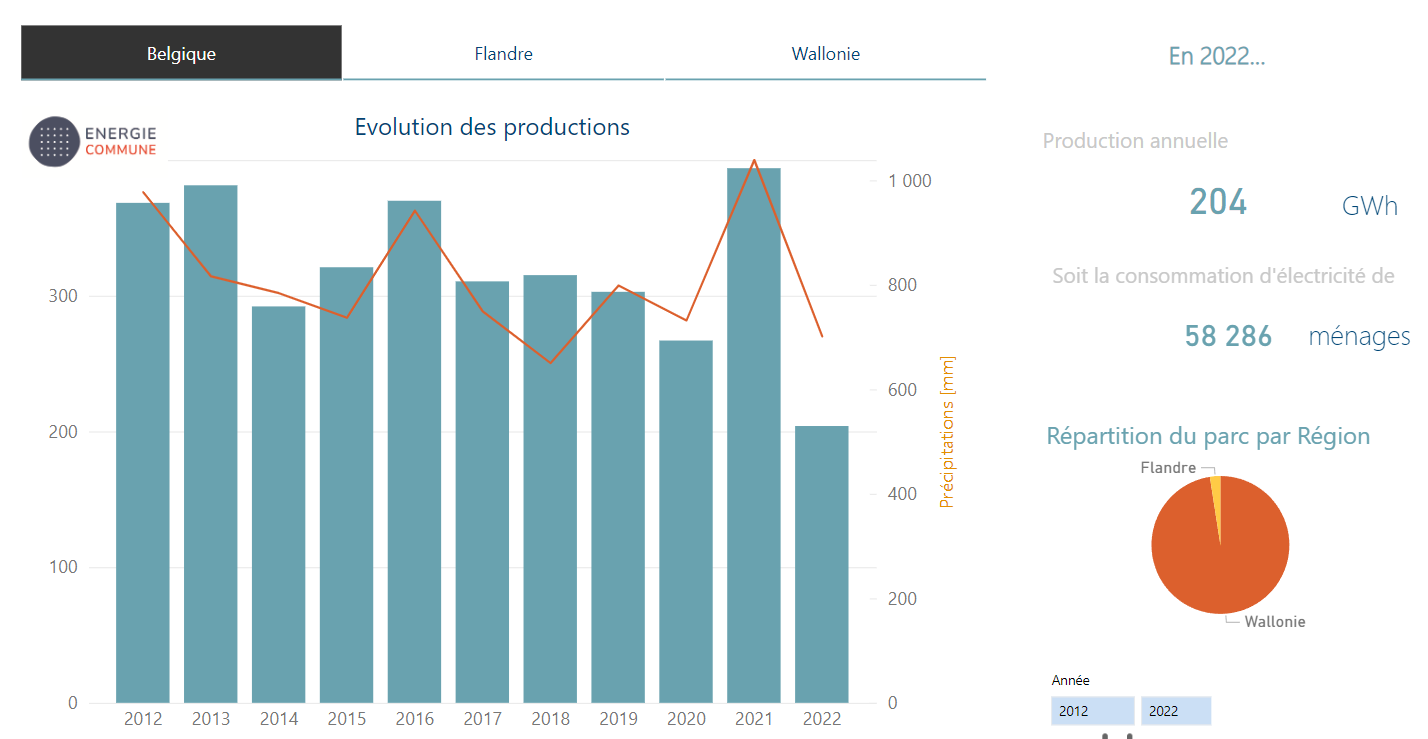 Belgique
Flandre
Wallonie
En 2022...
ENERGIE
COMMUNE
Evolution des productions
Production annuelle
204 GWh
Soit la consommation d'électricité de
58 286 ménages
Répartition du parc par Région
Flandre
Wallonie
Année
2012 2022
300
200
100
0
1 000
800
600
400
200
0
Précipitations [mm]
2012 2013 2014 2015 2016 2017 2018 2019 2020 2021 2022